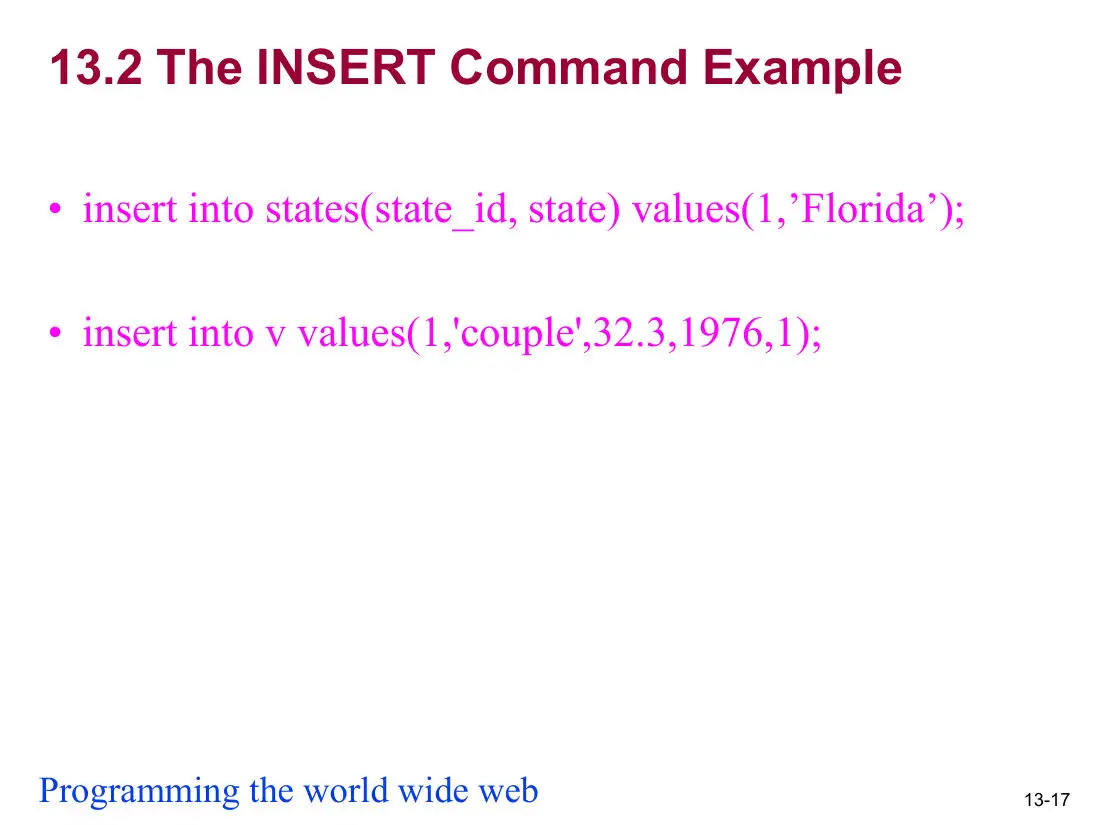 13.2 The INSERT Command Example
• insert into states(state_id, state) values(1,’Florida’);
• insert into v values(1,'couple',32.3,1976,1);
Programming the world wide web
13-17